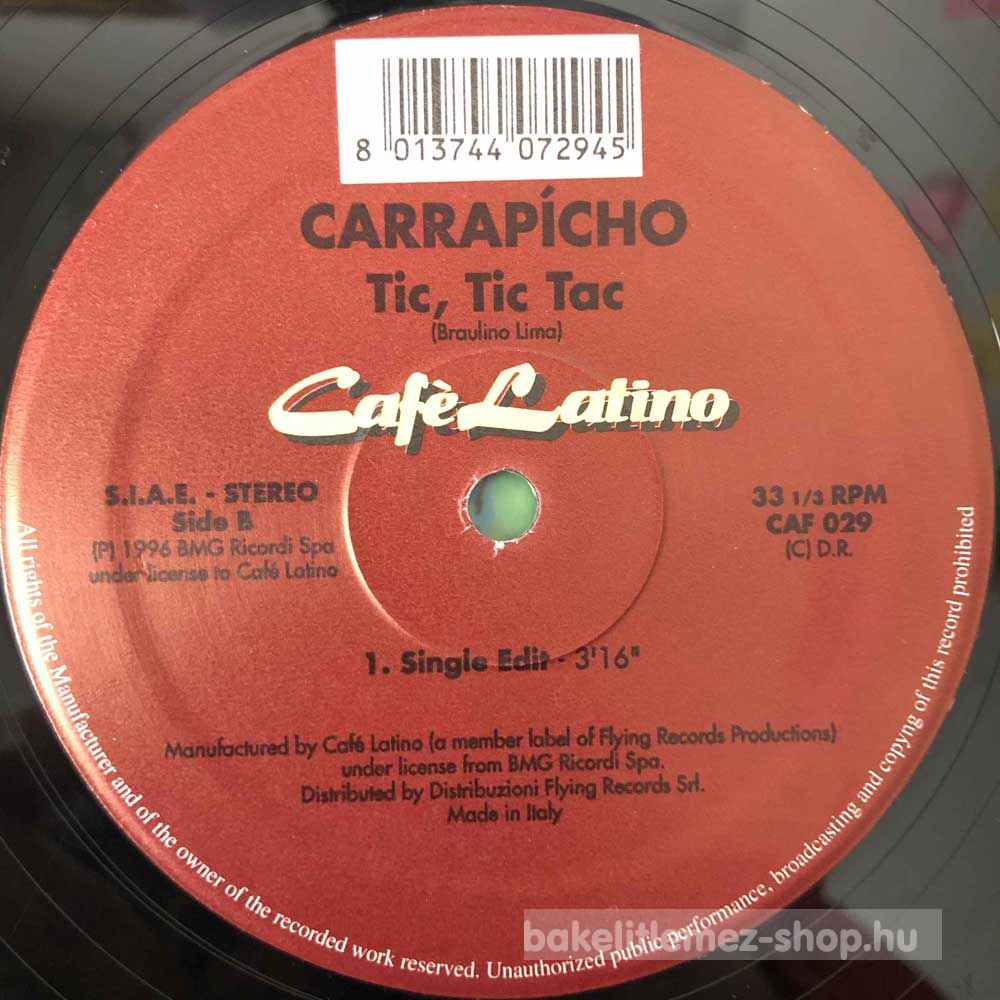 8 013744 072945
CARRAPÍCHO
Tic, Tic Tac
(Braulino Lima)
Cafè Latino
S.I.A.E. - STEREO
Side B
(P) 1996 BMG Ricordi Spa
under license to Café Latino
33 1/3 RPM
CAF 029
(C) D.R.
1. Single Edit - 3'16"
Manufactured by Café Latino (a member label of Flying Records Productions)
under license from BMG Ricordi Spa.
Distributed by Distribuzioni Flying Records Srl.
Made in Italy
All rights of the Manufacturer and of the owner of the recorded work reserved. Unauthorized public performance, broadcasting and copyng of this record prohibited
bakelitlemez-shop.hu